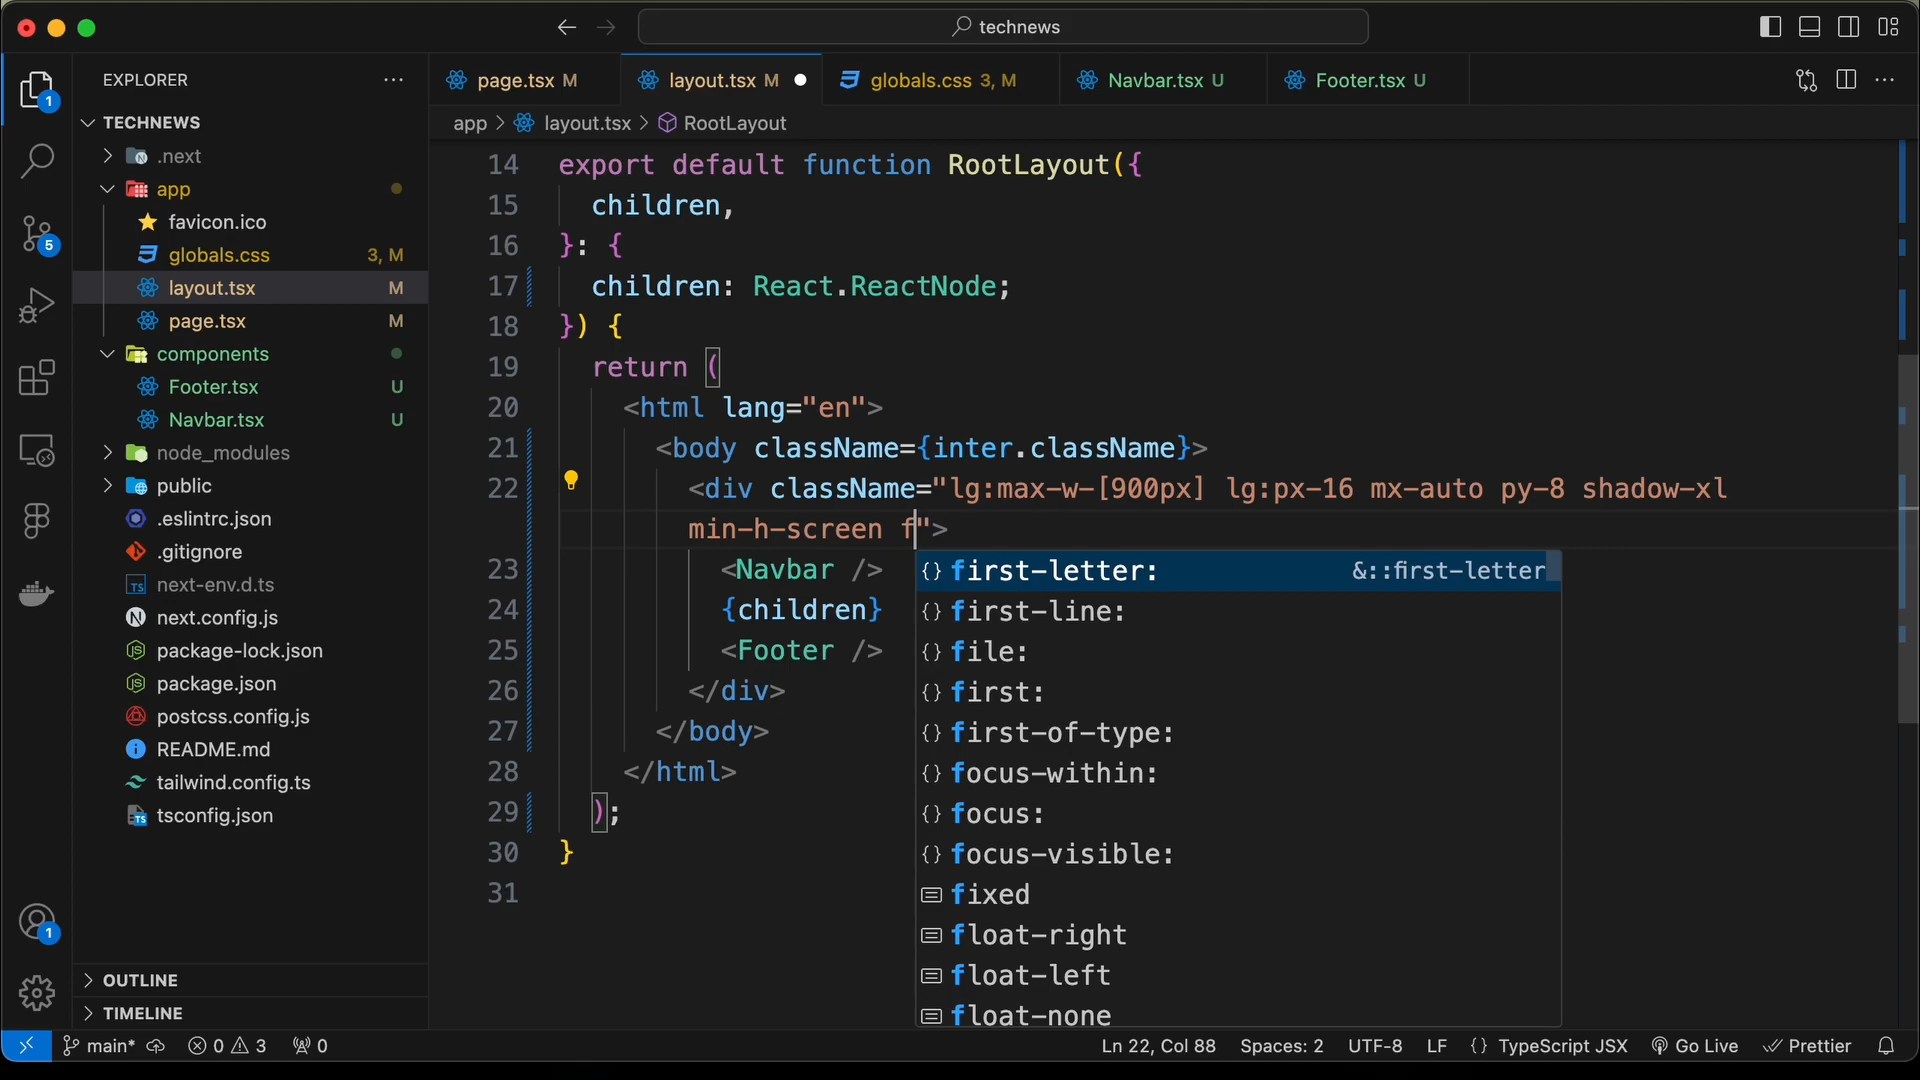 technews
EXPLORER
TECHNEWS
.next
app
favicon.ico
globals.css 3, M
layout.tsx M
page.tsx M
components
Footer.tsx U
Navbar.tsx U
node_modules
public
.eslintrc.json
.gitignore
next-env.d.ts
next.config.js
package-lock.json
package.json
postcss.config.js
README.md
tailwind.config.ts
tsconfig.json
OUTLINE
TIMELINE
1
5
1
page.tsx M
layout.tsx M
globals.css 3, M
Navbar.tsx U
Footer.tsx U
app > layout.tsx > RootLayout
14 export default function RootLayout({
15 children,
16 }: {
17 children: React.ReactNode;
18 }) {
19 return (
20 <html lang="en">
21 <body className={inter.className}>
22 <div className="lg:max-w-[900px] lg:px-16 mx-auto py-8 shadow-xl
min-h-screen f">
23 <Navbar />
24 {children}
25 <Footer />
26 </div>
27 </body>
28 </html>
29 );
30 }
31
first-letter: &::first-letter
first-line:
file:
first:
first-of-type:
focus-within:
focus:
focus-visible:
fixed
float-right
float-left
float-none
main* 0 3 0
Ln 22, Col 88 Spaces: 2 UTF-8 LF {} TypeScript JSX Go Live Prettier